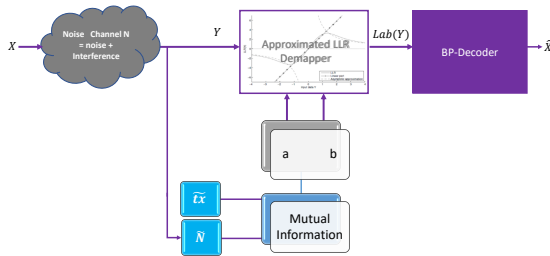 X
Noise Channel N
= noise +
Interference
Y
Approximated LLR
Demapper
Lab(Y)
BP-Decoder
X̂
a b
t̃x
Ñ
Mutual
Information